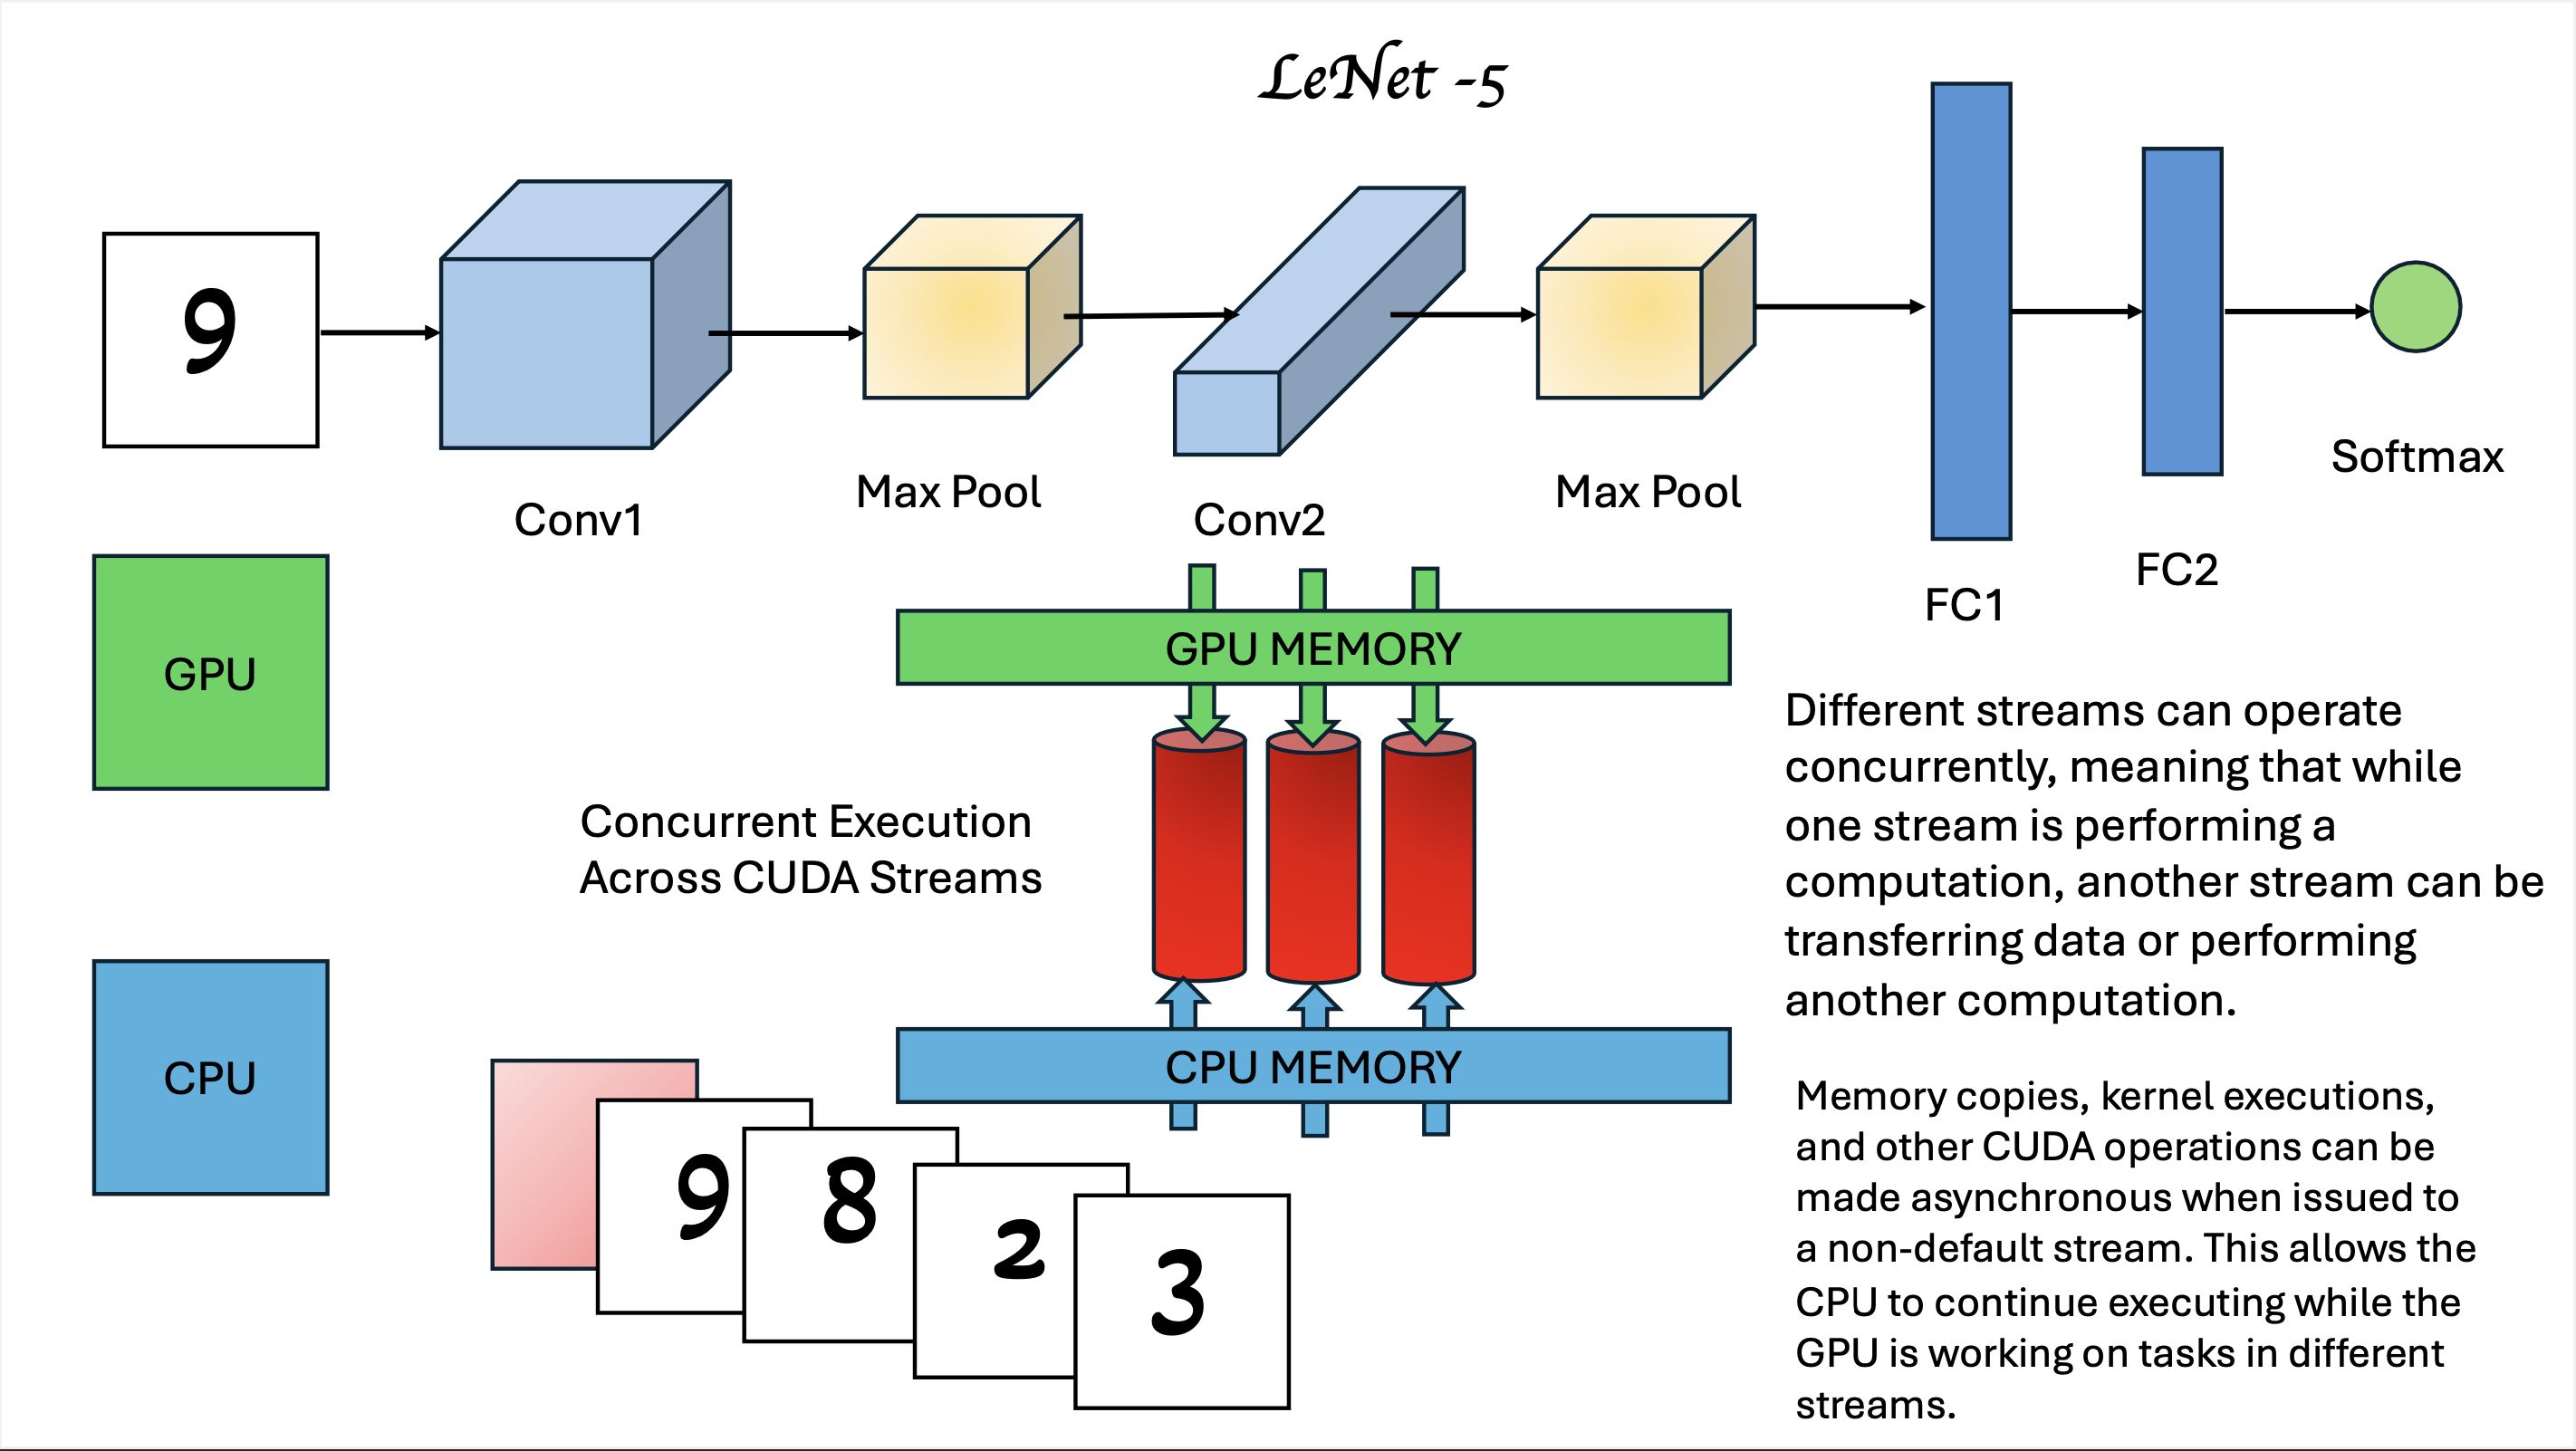 LeNet -5
9
Conv1
Max Pool
Conv2
Max Pool
FC1
FC2
Softmax
GPU
GPU MEMORY
Concurrent Execution
Across CUDA Streams
Different streams can operate
concurrently, meaning that while
one stream is performing a
computation, another stream can be
transferring data or performing
another computation.
CPU
CPU MEMORY
9
8
2
3
Memory copies, kernel executions,
and other CUDA operations can be
made asynchronous when issued to
a non-default stream. This allows the
CPU to continue executing while the
GPU is working on tasks in different
streams.